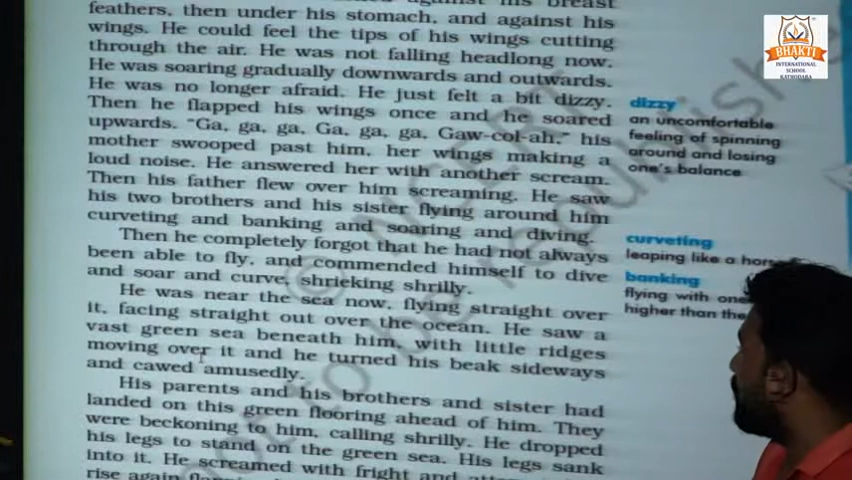 against his breast
feathers, then under his stomach, and against his
wings. He could feel the tips of his wings cutting
through the air. He was not falling headlong now.
He was soaring gradually downwards and outwards.
He was no longer afraid. He just felt a bit dizzy.
Then he flapped his wings once and he soared
upwards. “Ga, ga, ga, Ga, ga, ga, Gaw-col-ah,” his
mother swooped past him, her wings making a
loud noise. He answered her with another scream.
Then his father flew over him screaming. He saw
his two brothers and his sister flying around him
curveting and banking and soaring and diving.
Then he completely forgot that he had not always
been able to fly, and commended himself to dive
and soar and curve, shrieking shrilly.
He was near the sea now, flying straight over
it, facing straight out over the ocean. He saw a
vast green sea beneath him, with little ridges
moving over it and he turned his beak sideways
and cawed amusedly.
His parents and his brothers and sister had
landed on this green flooring ahead of him. They
were beckoning to him, calling shrilly. He dropped
his legs to stand on the green sea. His legs sank
into it. He screamed with fright and
rise again
dizzy
an uncomfortable
feeling of spinning
around and losing
one's balance
curveting
leaping like a horse
banking
flying with one
higher than the
© NCERT
not to be republished
BHAKTI
INTERNATIONAL
SCHOOL
KATHODARA